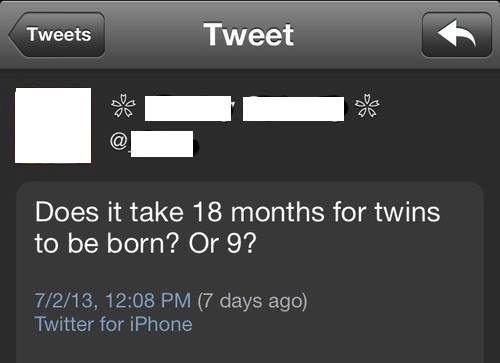 Tweets
Tweet
@
Does it take 18 months for twins
to be born? Or 9?
7/2/13, 12:08 PM (7 days ago)
Twitter for iPhone